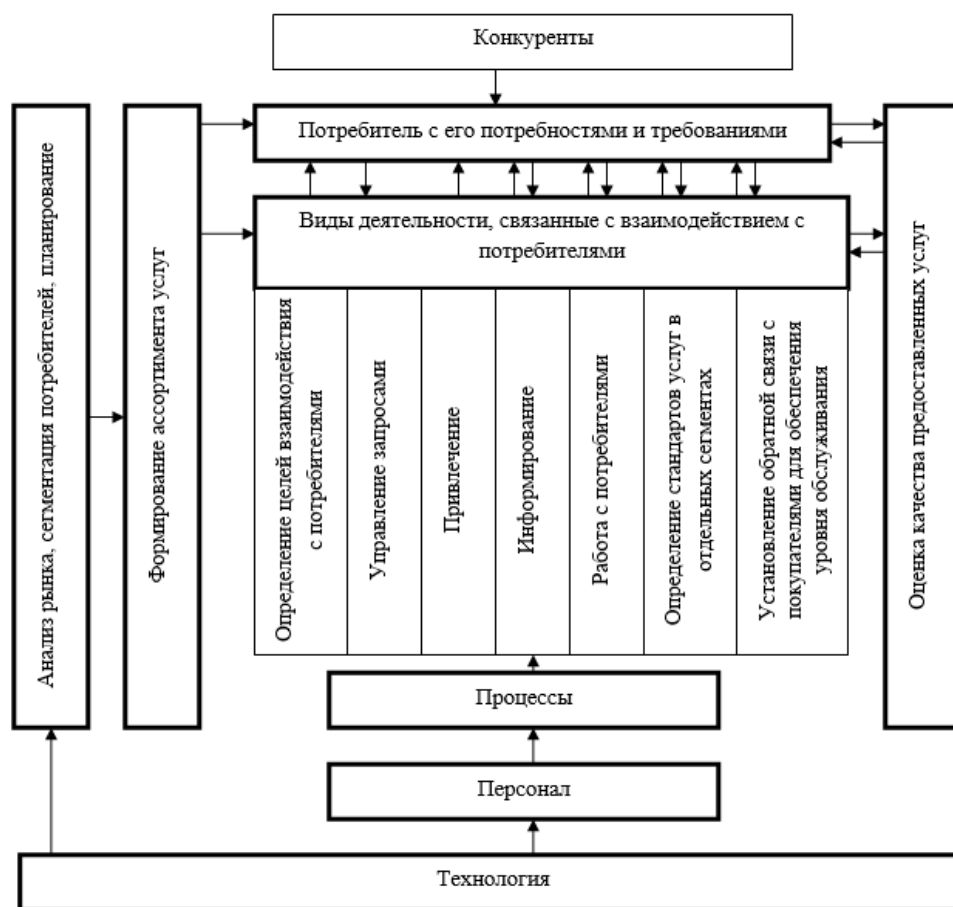 Конкуренты
Потребитель с его потребностями и требованиями
Виды деятельности, связанные с взаимодействием с
потребителями
Анализ рынка, сегментация потребителей, планирование
Формирование ассортимента услуг
Определение целей взаимодействия
с потребителями
Управление запросами
Привлечение
Информирование
Работа с потребителями
Определение стандартов услуг в
отдельных сегментах
Установление обратной связи с
покупателями для обеспечения
уровня обслуживания
Оценка качества предоставленных услуг
Процессы
Персонал
Технология